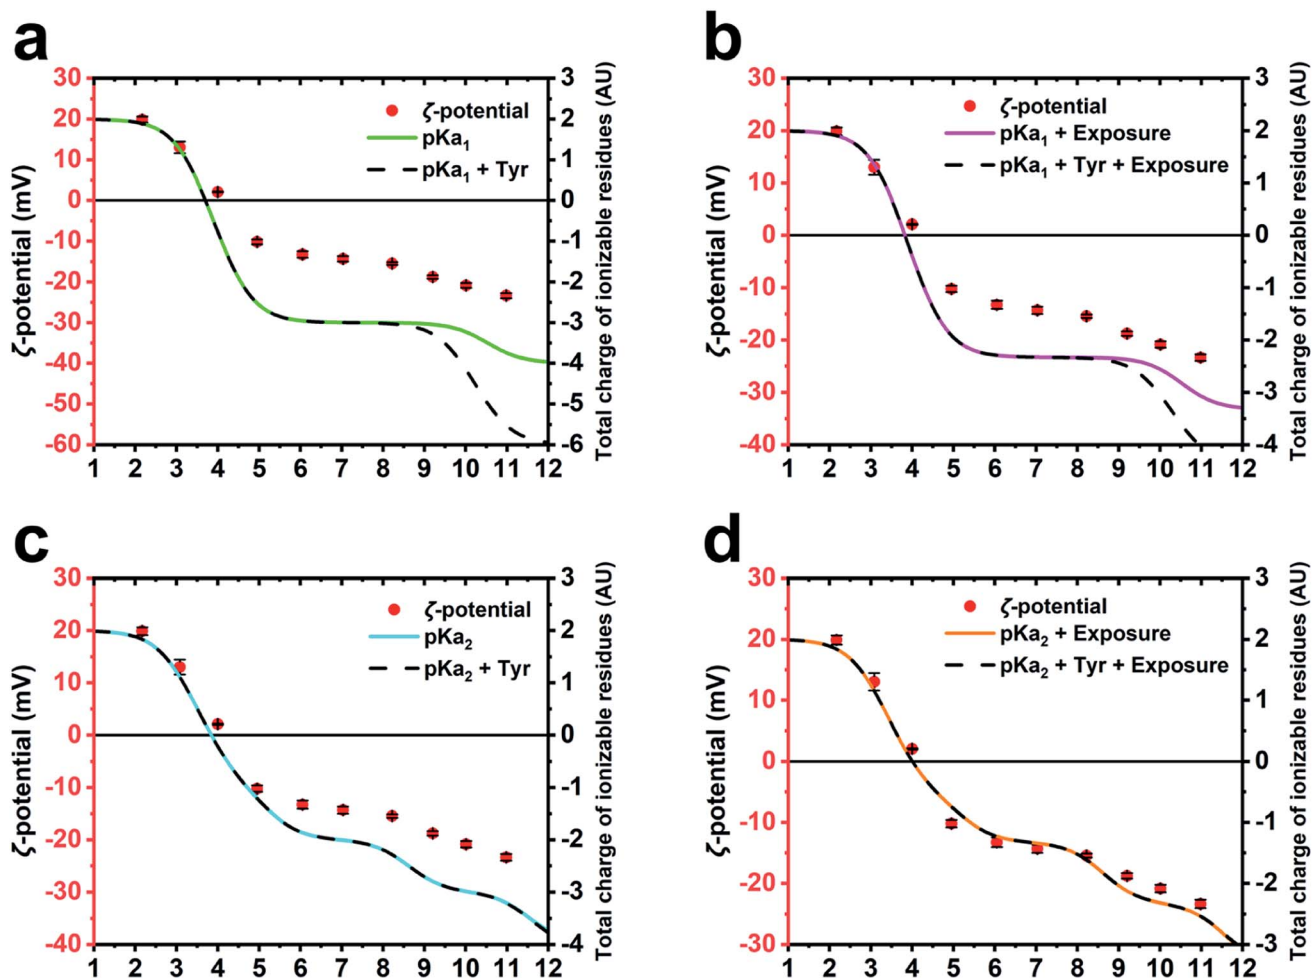 a
30
20
10
0
-10
-20
-30
-40
-50
-60
ζ-potential (mV)
3
2
1
0
-1
-2
-3
-4
-5
-6
Total charge of ionizable residues (AU)
ζ-potential
pKa₁
pKa₁ + Tyr
1 2 3 4 5 6 7 8 9 10 11 12
b
30
20
10
0
-10
-20
-30
-40
ζ-potential (mV)
3
2
1
0
-1
-2
-3
-4
Total charge of ionizable residues (AU)
ζ-potential
pKa₁ + Exposure
pKa₁ + Tyr + Exposure
1 2 3 4 5 6 7 8 9 10 11 12
c
30
20
10
0
-10
-20
-30
-40
ζ-potential (mV)
3
2
1
0
-1
-2
-3
-4
Total charge of ionizable residues (AU)
ζ-potential
pKa₂
pKa₂ + Tyr
1 2 3 4 5 6 7 8 9 10 11 12
d
30
20
10
0
-10
-20
-30
ζ-potential (mV)
3
2
1
0
-1
-2
-3
Total charge of ionizable residues (AU)
ζ-potential
pKa₂ + Exposure
pKa₂ + Tyr + Exposure
1 2 3 4 5 6 7 8 9 10 11 12